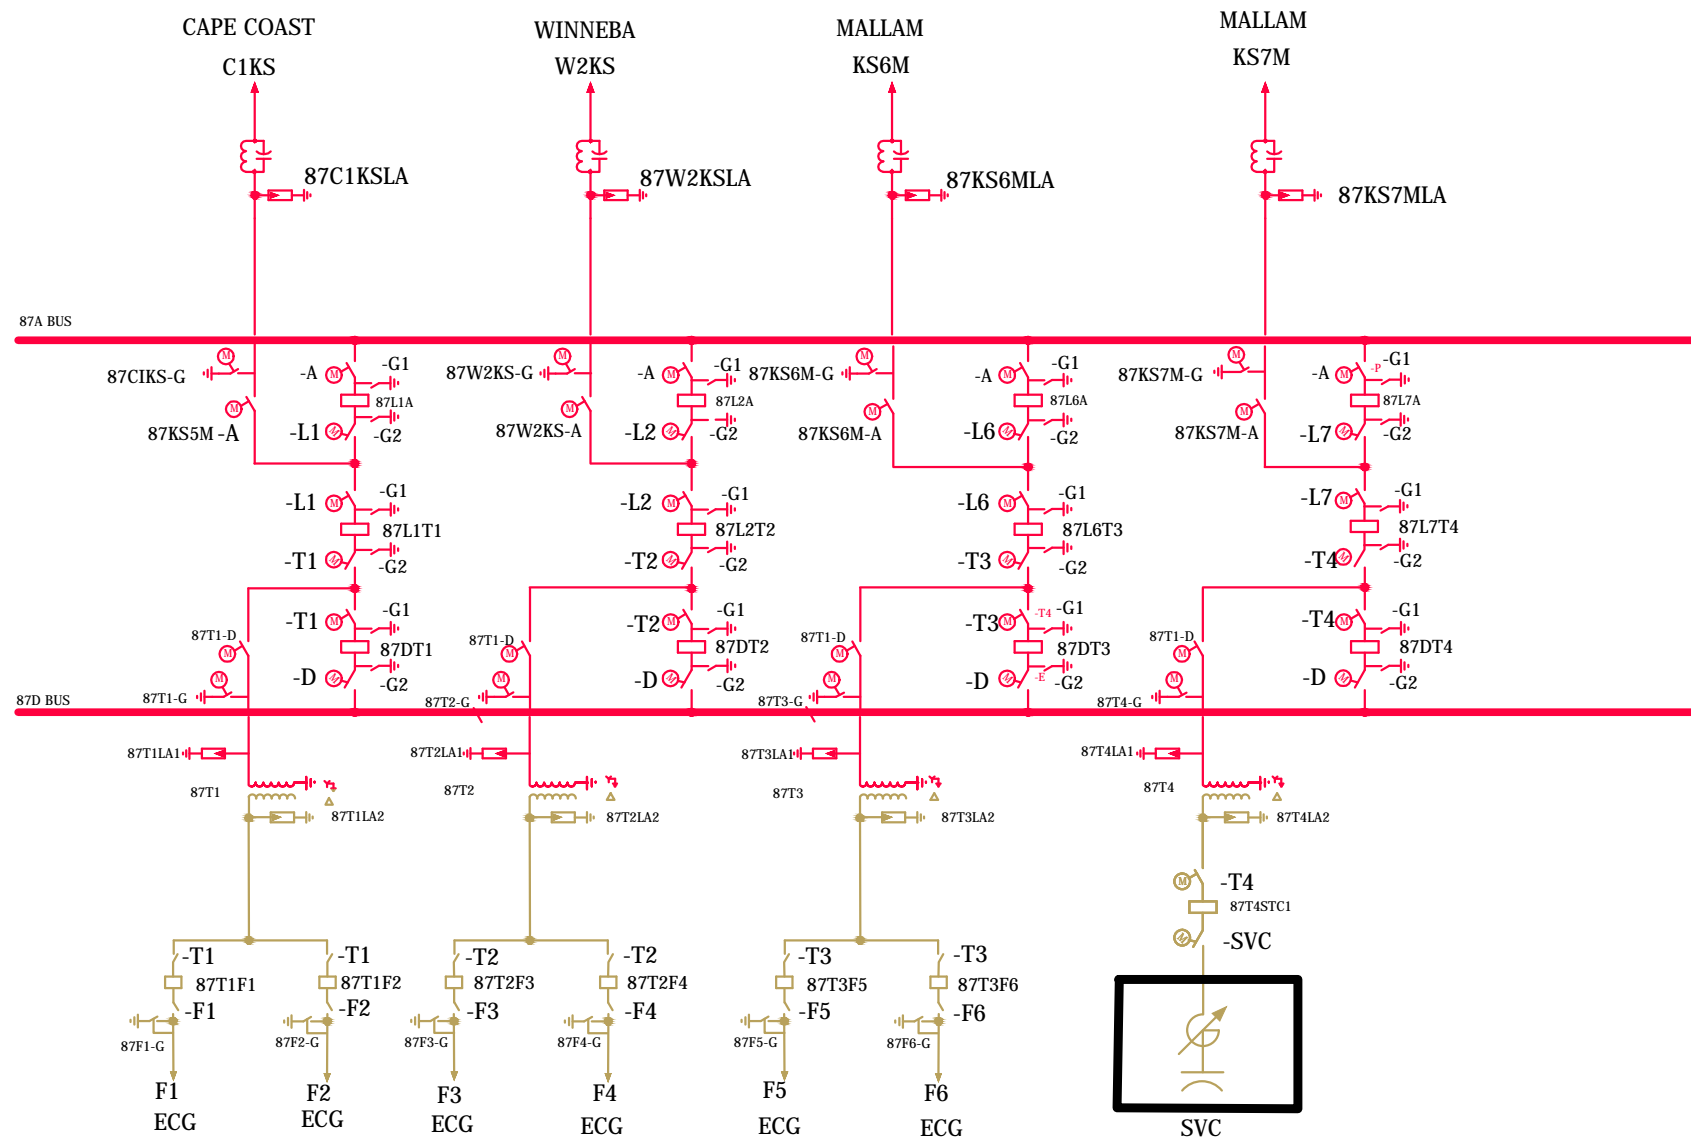 CAPE COAST
C1KS
WINNEBA
W2KS
MALLAM
KS6M
MALLAM
KS7M
87C1KSLA
87W2KSLA
87KS6MLA
87KS7MLA
87A BUS
87CIKS-G
M
-A
M
-G1
87L1A
87KS5M -A
M
-L1
M
-G2
87W2KS-G
M
-A
M
-G1
87L2A
87W2KS-A
M
-L2
M
-G2
87KS6M-G
M
-A
M
-G1
87L6A
87KS6M-A
M
-L6
M
-G2
87KS7M-G
M
-A
M
-P
-G1
87L7A
87KS7M-A
M
-L7
M
-G2
-L1
M
-G1
87L1T1
-T1
M
-G2
-L2
M
-G1
87L2T2
-T2
M
-G2
-L6
M
-G1
87L6T3
-T3
M
-G2
-L7
M
-G1
87L7T4
-T4
M
-G2
87T1-D
M
-T1
M
-G1
87DT1
-D
M
-G2
87T1-G
M
87T1-D
M
-T2
M
-G1
87DT2
-D
M
-G2
87T2-G
M
87T1-D
M
-T3
M
-T4
-G1
87DT3
-D
M
-E
-G2
87T3-G
M
87T1-D
M
-T4
M
-G1
87DT4
-D
M
-G2
87T4-G
M
87D BUS
87T1LA1
87T2LA1
87T3LA1
87T4LA1
87T1
87T2
87T3
87T4
87T1LA2
87T2LA2
87T3LA2
87T4LA2
M
-T4
87T4STC1
M
-SVC
-T1
87T1F1
-F1
87F1-G
-T1
87T1F2
-F2
87F2-G
-T2
87T2F3
-F3
87F3-G
-T2
87T2F4
-F4
87F4-G
-T3
87T3F5
-F5
87F5-G
-T3
87T3F6
-F6
87F6-G
F1
ECG
F2
ECG
F3
ECG
F4
ECG
F5
ECG
F6
ECG
SVC